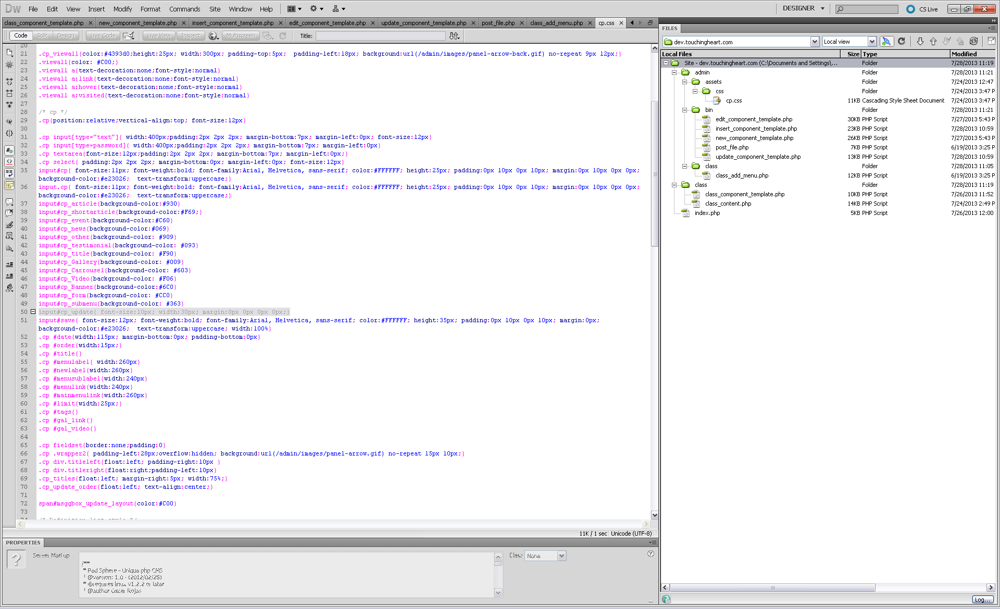 Dw File Edit View Insert Modify Format Commands Site Window Help DESIGNER CS Live
class_component_template.php new_component_template.php insert_component_template.php edit_component_template.php update_component_template.php post_file.php class_add_menu.php cp.css
Code Split Design Live Code Live View Inspect Multiscreen Title:
20
21 .cp_viewall{color:#4393d0;height:25px; width:300px; padding-top:5px;  padding-left:18px; background:url(/admin/images/panel-arrow-back.gif) no-repeat 9px 12px;}
22 .viewall{color: #C00;}
23 .viewall a{text-decoration:none;font-style:normal}
24 .viewall a:link{text-decoration:none;font-style:normal}
25 .viewall a:hover{text-decoration:none;font-style:normal}
26 .viewall a:visited{text-decoration:none;font-style:normal}
27
28 /* cp */
29 .cp{position:relative;vertical-align:top; font-size:12px}
30
31 .cp input[type="text"]{ width:400px;padding:2px 2px 2px; margin-bottom:7px; margin-left:0px; font-size:12px}
32 .cp input[type=password]{ width:400px;padding:2px 2px 2px; margin-bottom:7px; margin-left:0px}
33 .cp textarea{font-size:12px;padding:2px 2px 2px; margin-bottom:7px; margin-left:0px;}
34 .cp select{ padding:2px 2px 2px; margin-bottom:0px; margin-left:0px; font-size:12px}
35 input#cp{ font-size:11px; font-weight:bold; font-family:Arial, Helvetica, sans-serif; color:#FFFFFF; height:25px; padding:0px 10px 0px 10px; margin:0px 10px 0px 0px;
background-color:#e23026;  text-transform:uppercase;}
36 input.cp{ font-size:11px; font-weight:bold; font-family:Arial, Helvetica, sans-serif; color:#FFFFFF; height:25px; padding:0px 10px 0px 10px; margin:0px 10px 0px 0px;
background-color:#e23026;  text-transform:uppercase;}
37 input#cp_article{background-color:#930}
38 input#cp_shortarticle{background-color:#F69;}
39 input#cp_event{background-color:#C60}
40 input#cp_news{background-color:#069}
41 input#cp_other{background-color: #909}
42 input#cp_testimonial{background-color: #093}
43 input#cp_title{background-color: #F90}
44 input#cp_Gallery{background-color: #009}
45 input#cp_Carrousel{background-color: #603}
46 input#cp_Video{background-color: #F06}
47 input#cp_Banner{background-color:#6C0}
48 input#cp_form{background-color: #CC0}
49 input#cp_submenu{background-color: #363}
50 input#cp_update{ font-size:10px; width:30px; margin:0px 0px 0px 0px;}
51 input#save{ font-size:12px; font-weight:bold; font-family:Arial, Helvetica, sans-serif; color:#FFFFFF; height:35px; padding:0px 10px 0px 10px; margin:0px;
background-color:#e23026;  text-transform:uppercase; width:100%}
52 .cp #date{width:115px; margin-bottom:0px; padding-bottom:0px}
53 .cp #order{width:15px;}
54 .cp #title{}
55 .cp #menulabel{ width:260px}
56 .cp #newlabel{width:260px}
57 .cp #menusublabel{width:240px}
58 .cp #menulink{width:240px}
59 .cp #mainmenulink{width:260px}
60 .cp #limit{width:25px;}
61 .cp #tags{}
62 .cp #gal_link{}
63 .cp #gal_video{}
64
65 .cp fieldset{border:none;padding:0}
66 .cp .wrapper2{ padding-left:28px;overflow:hidden; background:url(/admin/images/panel-arrow.gif) no-repeat 15px 10px;}
67 .cp div.titleleft{float:left; padding-right:10px }
68 .cp div.titleright{float:right;padding-left:10px}
69 .cp_titles{float:left; margin-right:5px; width:75%;}
70 .cp_update_order{float:left; text-align:center;}
71
72 span#msggbox_update_layout{color:#C00}
73
74 /* Definition list style */
11K / 1 sec Unicode (UTF-8)
PROPERTIES
Server Markup
/**
* Pod Sphere - Unique php CMS
* @version: 1.0 - (2012/02/25)
* @requires linux v1.2.2 or later
* @author Oscar Rojas
Class None
FILES
dev.touchingheart.com Local view
Local Files Size Type Modified
Site - dev.touchingheart.com (C:\Documents and Settings\... Folder 7/28/2013 11:19
admin Folder 7/28/2013 11:21
assets Folder 7/24/2013 12:47
css Folder 7/24/2013 3:47 P
cp.css 11KB Cascading Style Sheet Document 7/24/2013 3:47 P
bin Folder 7/28/2013 11:21
edit_component_template.php 30KB PHP Script 7/27/2013 5:43 P
insert_component_template.php 23KB PHP Script 7/28/2013 10:59
new_component_template.php 26KB PHP Script 7/27/2013 5:43 P
post_file.php 7KB PHP Script 6/19/2013 3:25 P
update_component_template.php 13KB PHP Script 7/28/2013 10:59
class Folder 7/28/2013 11:05
class_add_menu.php 12KB PHP Script 6/19/2013 3:25 P
class Folder 7/28/2013 11:19
class_component_template.php 10KB PHP Script 7/26/2013 11:52
class_content.php 14KB PHP Script 7/24/2013 2:49 P
index.php 5KB PHP Script 7/26/2013 12:00
Log...